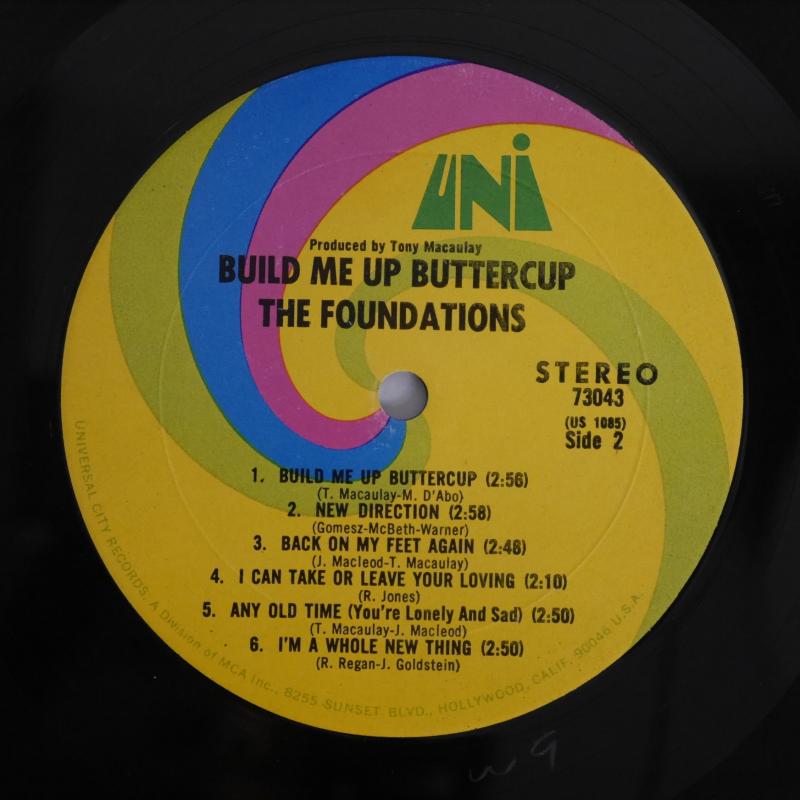 UNI
Produced by Tony Macaulay
BUILD ME UP BUTTERCUP
THE FOUNDATIONS
STEREO
73043
(US 1085)
Side 2
1. BUILD ME UP BUTTERCUP (2:56)
(T. Macaulay-M. D'Abo)
2. NEW DIRECTION (2:58)
(Gomesz-McBeth-Warner)
3. BACK ON MY FEET AGAIN (2:48)
(J. Macleod-T. Macaulay)
4. I CAN TAKE OR LEAVE YOUR LOVING (2:10)
(R. Jones)
5. ANY OLD TIME (You're Lonely And Sad) (2:50)
(T. Macaulay-J. Macleod)
6. I'M A WHOLE NEW THING (2:50)
(R. Regan-J. Goldstein)
UNIVERSAL CITY RECORDS, A Division of MCA Inc., 8255 SUNSET BLVD., HOLLYWOOD, CALIF. 90046 U.S.A.